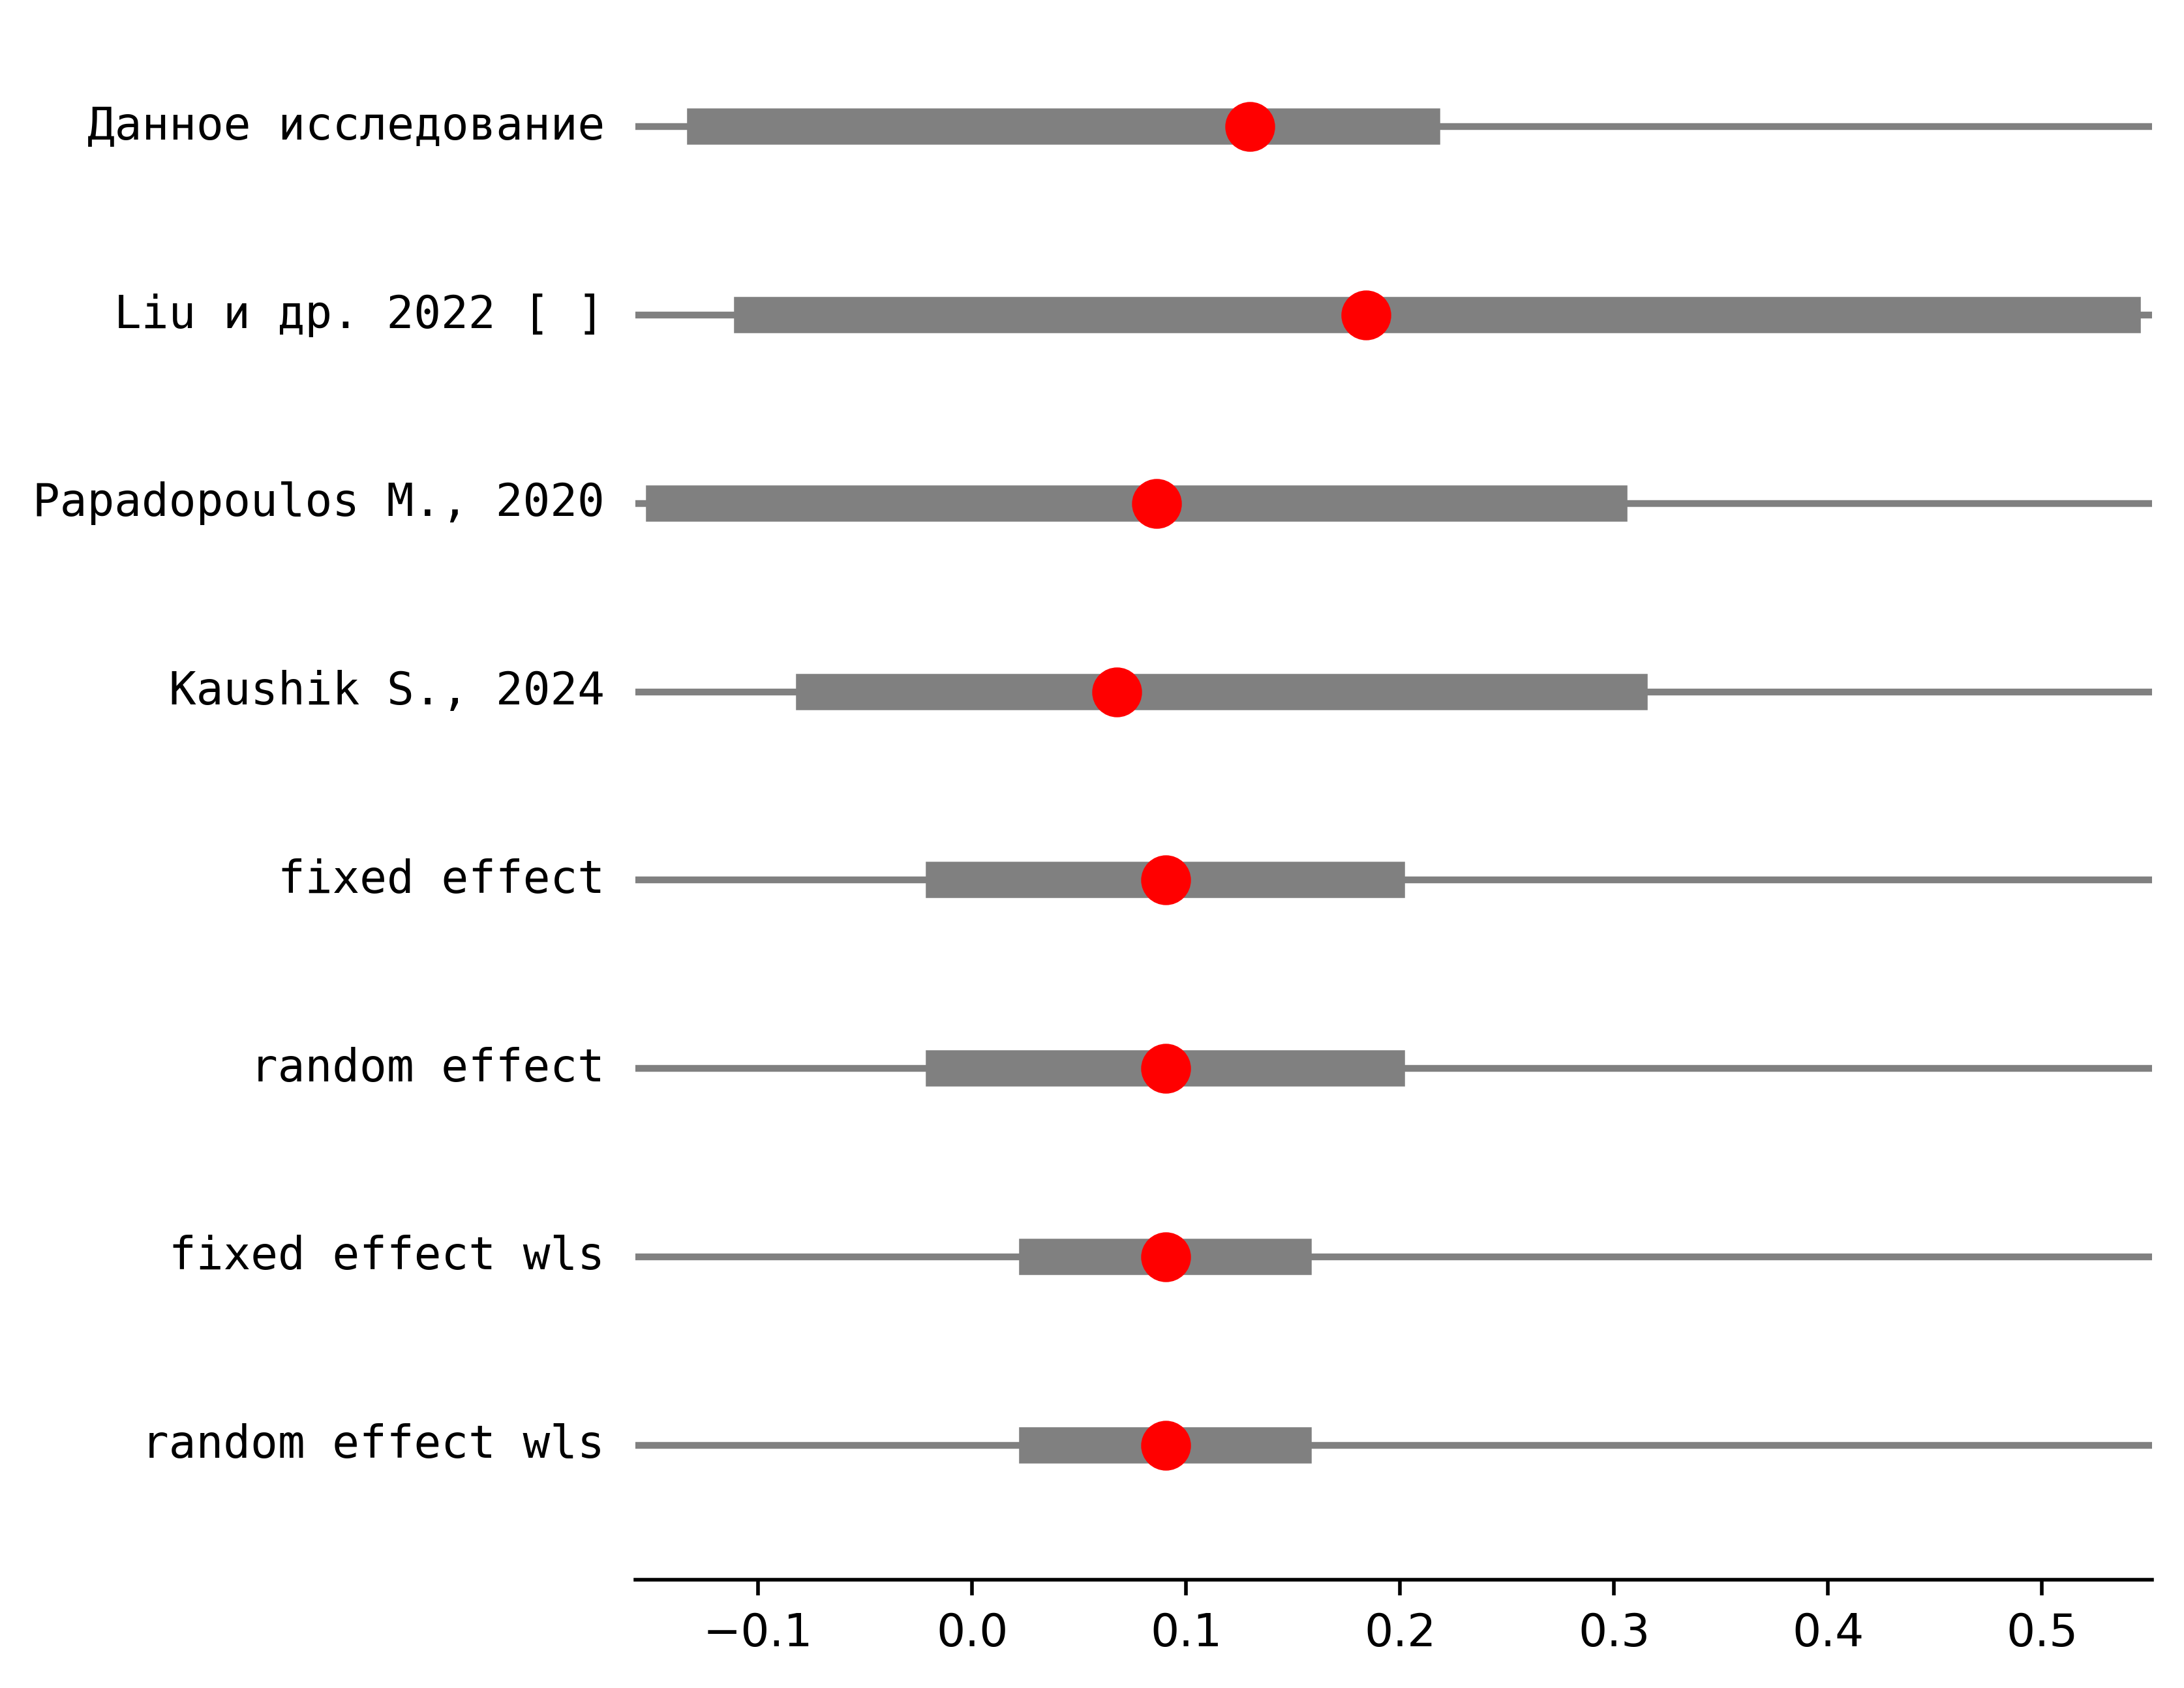 Данное исследование
Liu и др. 2022 [ ]
Papadopoulos M., 2020
Kaushik S., 2024
fixed effect
random effect
fixed effect wls
random effect wls
−0.1 0.0 0.1 0.2 0.3 0.4 0.5